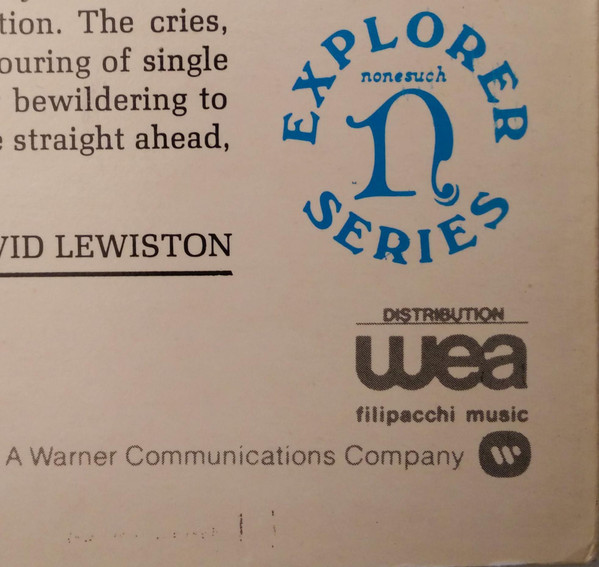 tion. The cries,
ouring of single
bewildering to
e straight ahead,
VID LEWISTON
EXPLORER
nonesuch
n
SERIES
DISTRIBUTION
wea
filipacchi music
A Warner Communications Company